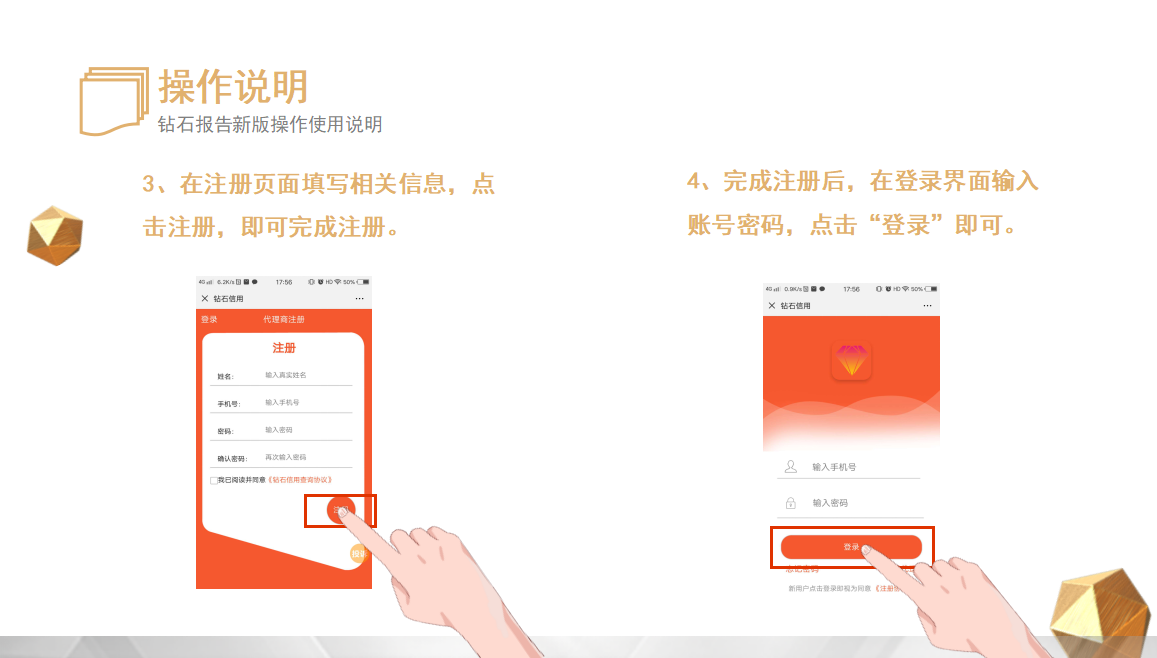 操作说明
钻石报告新版操作使用说明
3、在注册页面填写相关信息，点
击注册，即可完成注册。
4G 6.2K/s 17:56 HD 50%
钻石信用
登录 代理商注册
注册
姓名： 输入真实姓名
手机号： 输入手机号
密码： 输入密码
确认密码： 再次输入密码
我已阅读并同意《钻石信用查询协议》
4、完成注册后，在登录界面输入
账号密码，点击“登录”即可。
4G 0.9K/s 17:56 HD 50%
钻石信用
输入手机号
输入密码
登录
忘记密码
新用户点击登录即视为同意《注册